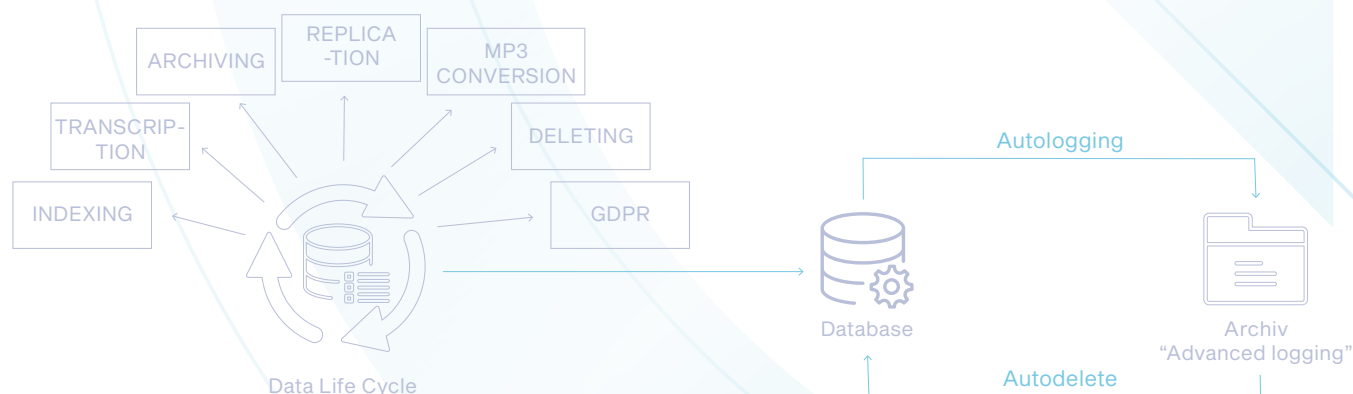 REPLICA
-TION
ARCHIVING
MP3
CONVERSION
TRANSCRIP-
TION
DELETING
Autologging
INDEXING
GDPR
Database
Archiv
“Advanced logging”
Data Life Cycle
Autodelete